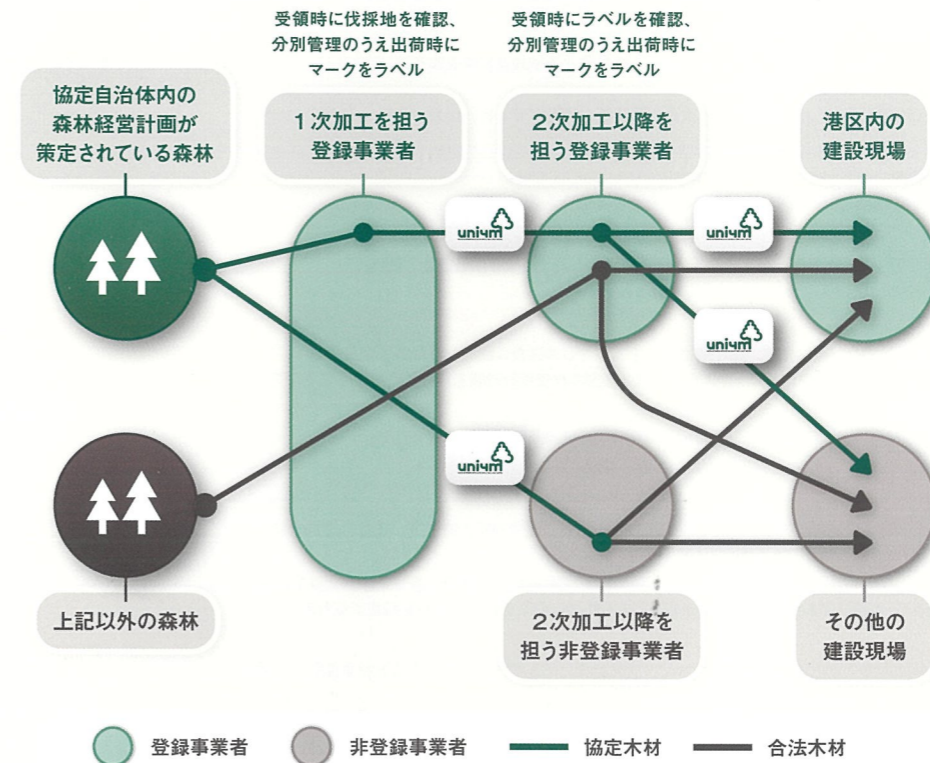 受領時に伐採地を確認、
分別管理のうえ出荷時に
マークをラベル
受領時にラベルを確認、
分別管理のうえ出荷時に
マークをラベル
協定自治体内の
森林経営計画が
策定されている森林
1次加工を担う
登録事業者
2次加工以降を
担う登録事業者
港区内の
建設現場
uni4m
uni4m
uni4m
uni4m
上記以外の森林
2次加工以降を
担う非登録事業者
その他の
建設現場
登録事業者
非登録事業者
協定木材
合法木材